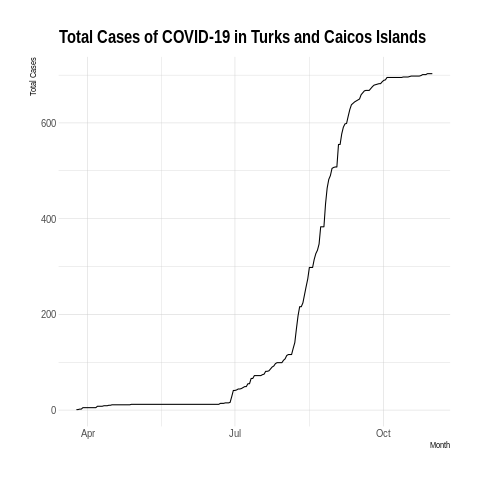 Total Cases of COVID-19 in Turks and Caicos Islands
Total Cases
600
400
200
0
Apr Jul Oct
Month